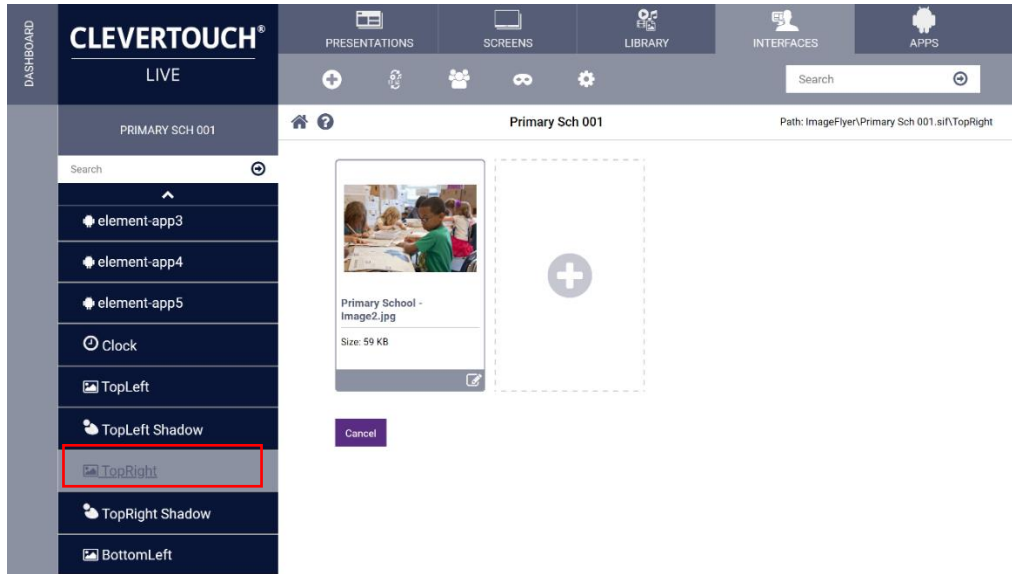 DASHBOARD
CLEVERTOUCH®
LIVE
PRESENTATIONS
SCREENS
LIBRARY
INTERFACES
APPS
Search
PRIMARY SCH 001
Primary Sch 001
Path: ImageFlyer\Primary Sch 001.sif\TopRight
Search
element-app3
element-app4
element-app5
Clock
TopLeft
TopLeft Shadow
TopRight
TopRight Shadow
BottomLeft
Primary School -
Image2.jpg
Size: 59 KB
Cancel